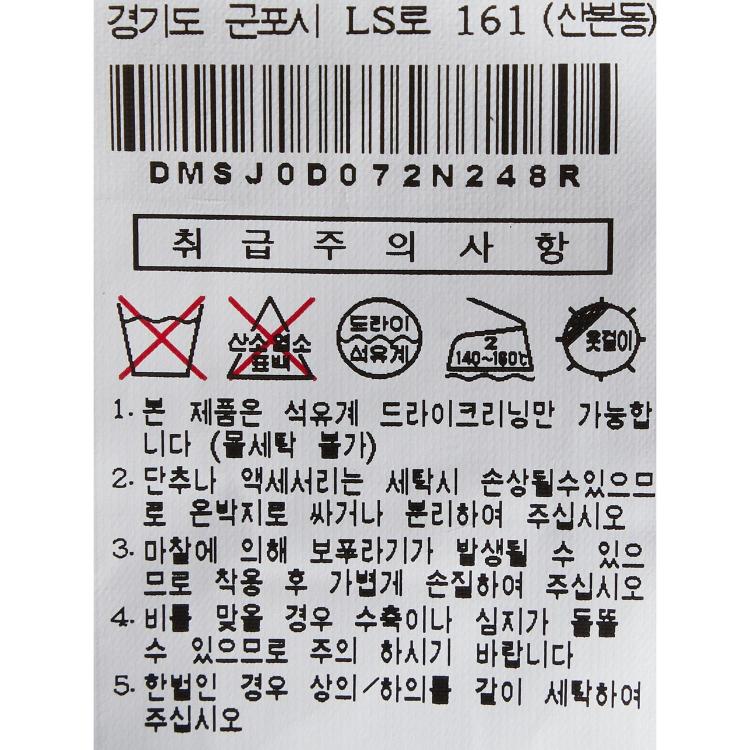 경기도 군포시 LS로 161 (산본동)
DMSJ0D072N248R
취급주의사항
산소염소
표백
드라이
석유계
2
140~160℃
옷걸이
1. 본 제품은 석유계 드라이크리닝만 가능합
니다 (물세탁 불가)
2. 단추나 액세서리는 세탁시 손상될수있으므
로 은박지로 싸거나 분리하여 주십시오
3. 마찰에 의해 보푸라기가 발생될 수 있으
므로 착용 후 가볍게 손질하여 주십시오
4. 비를 맞을 경우 수축이나 심지가 돌뜰
수 있으므로 주의 하시기 바랍니다
5. 한벌인 경우 상의/하의를 같이 세탁하여
주십시오